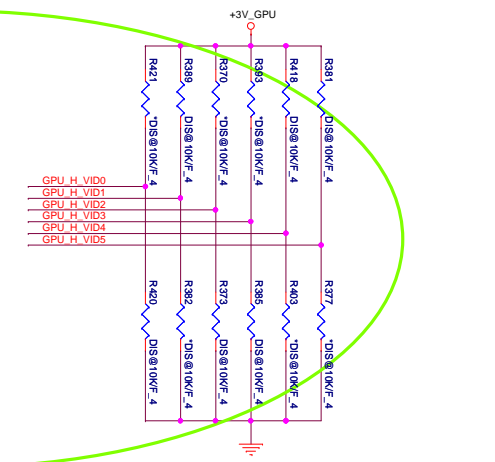 +3V_GPU
R421
R389
R370
R393
R418
R381
*DIS@10K/F_4
DIS@10K/F_4
*DIS@10K/F_4
*DIS@10K/F_4
DIS@10K/F_4
DIS@10K/F_4
GPU_H_VID0
GPU_H_VID1
GPU_H_VID2
GPU_H_VID3
GPU_H_VID4
GPU_H_VID5
R420
R382
R373
R385
R403
R377
DIS@10K/F_4
*DIS@10K/F_4
DIS@10K/F_4
DIS@10K/F_4
*DIS@10K/F_4
*DIS@10K/F_4